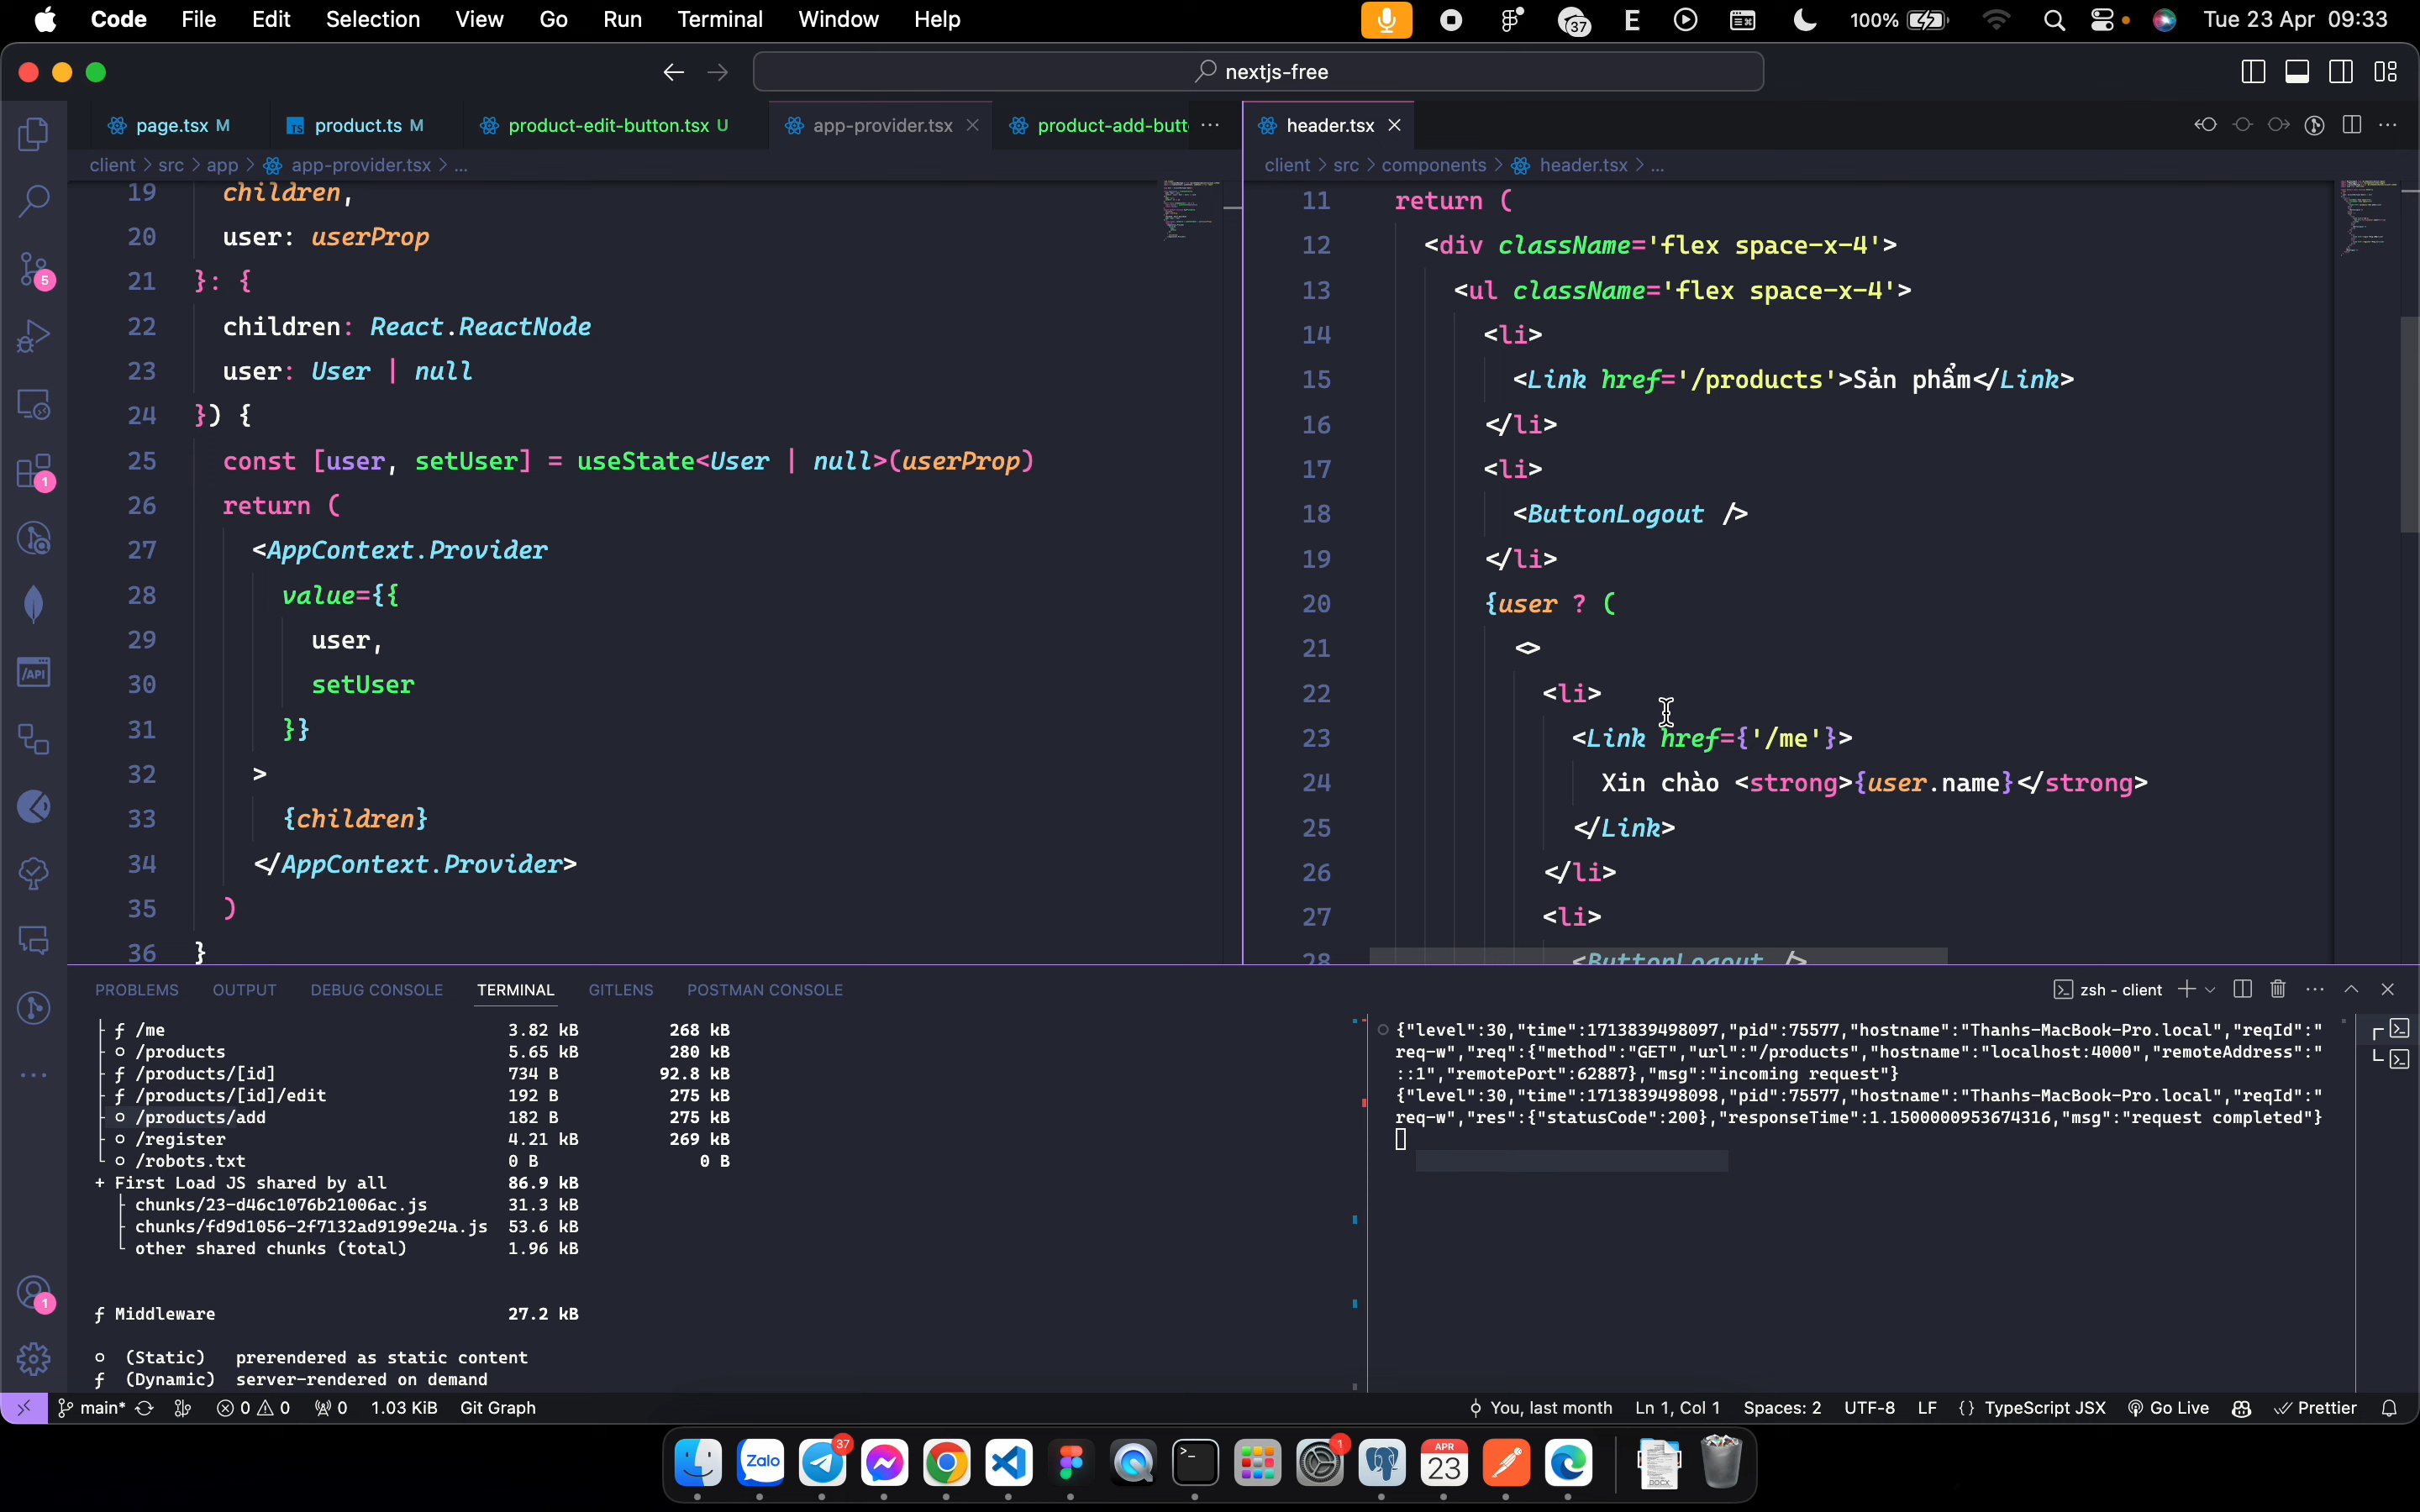 Code File Edit Selection View Go Run Terminal Window Help
37 E 100% Tue 23 Apr 09:33
nextjs-free
page.tsx M product.ts M product-edit-button.tsx U app-provider.tsx product-add-butt ...
client > src > app > app-provider.tsx > ...
19 children,
20 user: userProp
21 }: {
22 children: React.ReactNode
23 user: User | null
24 }) {
25 const [user, setUser] = useState<User | null>(userProp)
26 return (
27 <AppContext.Provider
28 value={{
29 user,
30 setUser
31 }}
32 >
33 {children}
34 </AppContext.Provider>
35 )
36 }
header.tsx
client > src > components > header.tsx > ...
11 return (
12 <div className='flex space-x-4'>
13 <ul className='flex space-x-4'>
14 <li>
15 <Link href='/products'>Sản phẩm</Link>
16 </li>
17 <li>
18 <ButtonLogout />
19 </li>
20 {user ? (
21 <>
22 <li>
23 <Link href={'/me'}>
24 Xin chào <strong>{user.name}</strong>
25 </Link>
26 </li>
27 <li>
28 <ButtonLogout />
5
1
/API
1
PROBLEMS OUTPUT DEBUG CONSOLE TERMINAL GITLENS POSTMAN CONSOLE
zsh - client
├ ƒ /me 3.82 kB 268 kB
├ ○ /products 5.65 kB 280 kB
├ ƒ /products/[id] 734 B 92.8 kB
├ ƒ /products/[id]/edit 192 B 275 kB
├ ○ /products/add 182 B 275 kB
├ ○ /register 4.21 kB 269 kB
└ ○ /robots.txt 0 B 0 B
+ First Load JS shared by all 86.9 kB
├ chunks/23-d46c1076b21006ac.js 31.3 kB
├ chunks/fd9d1056-2f7132ad9199e24a.js 53.6 kB
└ other shared chunks (total) 1.96 kB
ƒ Middleware 27.2 kB
○ (Static) prerendered as static content
ƒ (Dynamic) server-rendered on demand
{"level":30,"time":1713839498097,"pid":75577,"hostname":"Thanhs-MacBook-Pro.local","reqId":"
req-w","req":{"method":"GET","url":"/products","hostname":"localhost:4000","remoteAddress":"
::1","remotePort":62887},"msg":"incoming request"}
{"level":30,"time":1713839498098,"pid":75577,"hostname":"Thanhs-MacBook-Pro.local","reqId":"
req-w","res":{"statusCode":200},"responseTime":1.1500000953674316,"msg":"request completed"}
main* 0 0 0 1.03 KiB Git Graph
You, last month Ln 1, Col 1 Spaces: 2 UTF-8 LF {} TypeScript JSX Go Live Prettier
Zalo 37 1 APR 23 DOCX